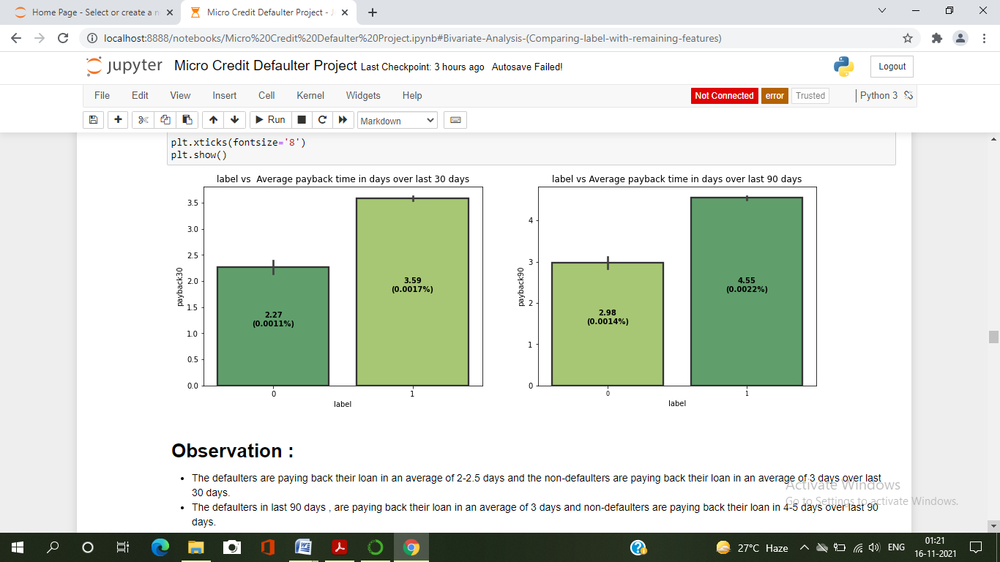 Home Page - Select or create a n
Micro Credit Defaulter Project - J
localhost:8888/notebooks/Micro%20Credit%20Defaulter%20Project.ipynb#Bivariate-Analysis-(Comparing-label-with-remaining-features)
jupyter Micro Credit Defaulter Project Last Checkpoint: 3 hours ago Autosave Failed! Logout
File Edit View Insert Cell Kernel Widgets Help Not Connected error Trusted Python 3
Run Markdown
plt.xticks(fontsize='8')
plt.show()
label vs Average payback time in days over last 30 days
3.5
3.0
2.5
2.0
1.5
1.0
0.5
0.0
payback30
2.27
(0.0011%)
3.59
(0.0017%)
0 1
label
label vs Average payback time in days over last 90 days
4
3
2
1
0
payback90
2.98
(0.0014%)
4.55
(0.0022%)
0 1
label
Observation :
The defaulters are paying back their loan in an average of 2-2.5 days and the non-defaulters are paying back their loan in an average of 3 days over last
30 days.
The defaulters in last 90 days , are paying back their loan in an average of 3 days and non-defaulters are paying back their loan in 4-5 days over last 90
days.
Activate Windows
Go to Settings to activate Windows.
27°C Haze ENG 01:21
16-11-2021